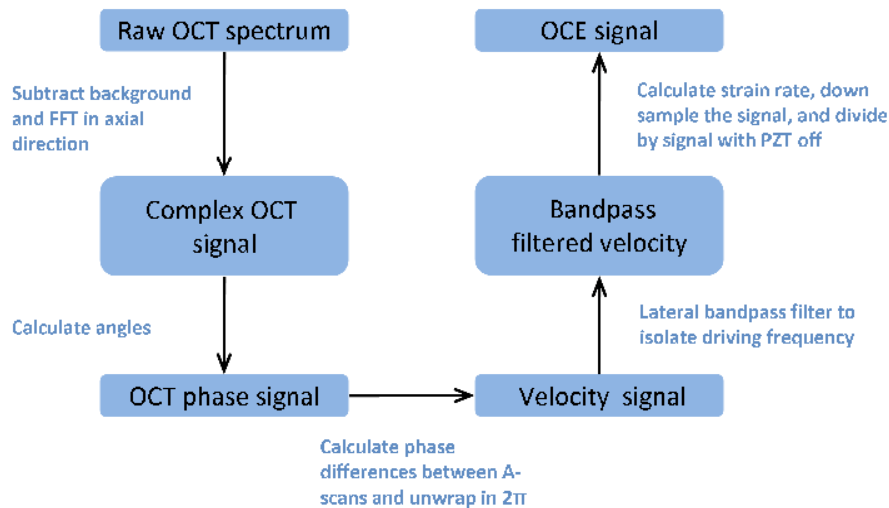 Raw OCT spectrum
Subtract background
and FFT in axial
direction
Complex OCT
signal
Calculate angles
OCT phase signal
Calculate phase
differences between A-
scans and unwrap in 2π
Velocity signal
Lateral bandpass filter to
isolate driving frequency
Bandpass
filtered velocity
Calculate strain rate, down
sample the signal, and divide
by signal with PZT off
OCE signal